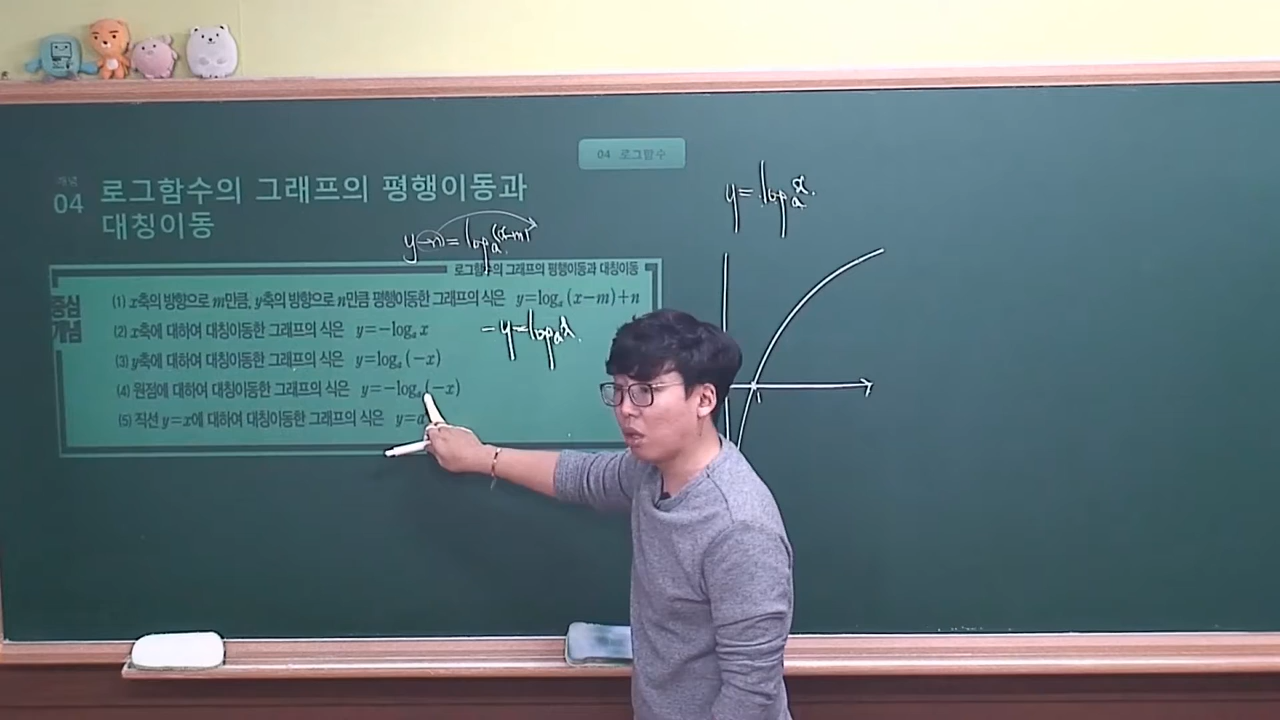 04 로그함수
개념
04 로그함수의 그래프의 평행이동과
대칭이동
y-n=logₐ(x-m)
y=logₐx.
로그함수의 그래프의 평행이동과 대칭이동
중심
개념
(1) x축의 방향으로 m만큼, y축의 방향으로 n만큼 평행이동한 그래프의 식은 y=logₐ(x-m)+n
(2) x축에 대하여 대칭이동한 그래프의 식은 y=-logₐx
-y=logₐx.
(3) y축에 대하여 대칭이동한 그래프의 식은 y=logₐ(-x)
(4) 원점에 대하여 대칭이동한 그래프의 식은 y=-logₐ(-x)
(5) 직선 y=x에 대하여 대칭이동한 그래프의 식은 y=a